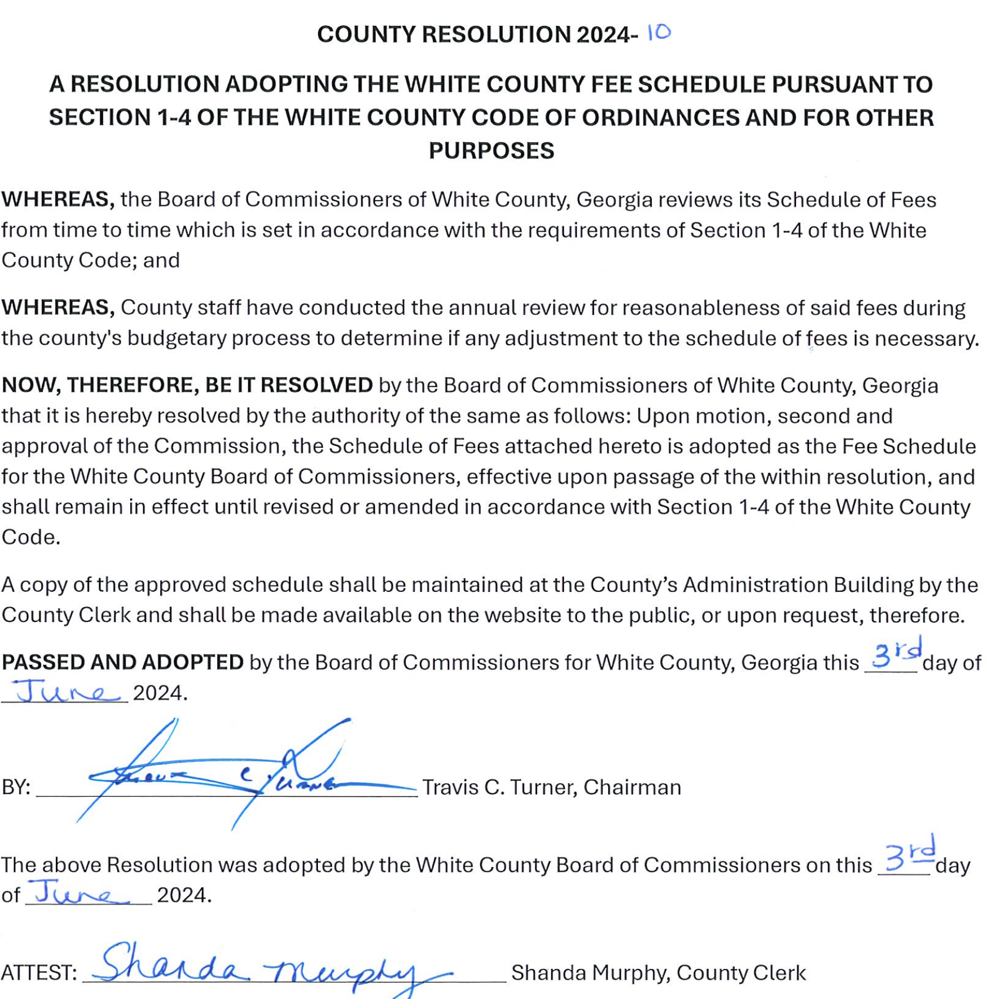 COUNTY RESOLUTION 2024- 10
A RESOLUTION ADOPTING THE WHITE COUNTY FEE SCHEDULE PURSUANT TO
SECTION 1-4 OF THE WHITE COUNTY CODE OF ORDINANCES AND FOR OTHER
PURPOSES
WHEREAS, the Board of Commissioners of White County, Georgia reviews its Schedule of Fees
from time to time which is set in accordance with the requirements of Section 1-4 of the White
County Code; and
WHEREAS, County staff have conducted the annual review for reasonableness of said fees during
the county's budgetary process to determine if any adjustment to the schedule of fees is necessary.
NOW, THEREFORE, BE IT RESOLVED by the Board of Commissioners of White County, Georgia
that it is hereby resolved by the authority of the same as follows: Upon motion, second and
approval of the Commission, the Schedule of Fees attached hereto is adopted as the Fee Schedule
for the White County Board of Commissioners, effective upon passage of the within resolution, and
shall remain in effect until revised or amended in accordance with Section 1-4 of the White County
Code.
A copy of the approved schedule shall be maintained at the County’s Administration Building by the
County Clerk and shall be made available on the website to the public, or upon request, therefore.
PASSED AND ADOPTED by the Board of Commissioners for White County, Georgia this 3rd day of
June 2024.
BY: Travis C. Turner Travis C. Turner, Chairman
The above Resolution was adopted by the White County Board of Commissioners on this 3rd day
of June 2024.
ATTEST: Shanda Murphy Shanda Murphy, County Clerk